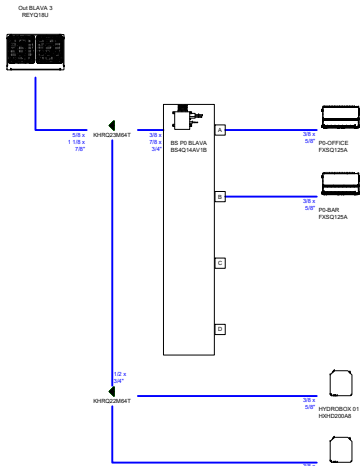 Out BLAVA 3
REYQ18U
5/8 x
1 1/8 x
7/8"
KHRQ23M64T
3/8 x
7/8 x
3/4"
BS P0 BLAVA
BS4Q14AV1B
A
3/8 x
5/8"
P0-OFFICE
FXSQ125A
B
3/8 x
5/8"
P0-BAR
FXSQ125A
C
D
1/2 x
3/4"
KHRQ22M64T
3/8 x
5/8"
HYDROBOX 01
HXHD200A8
3/8 x